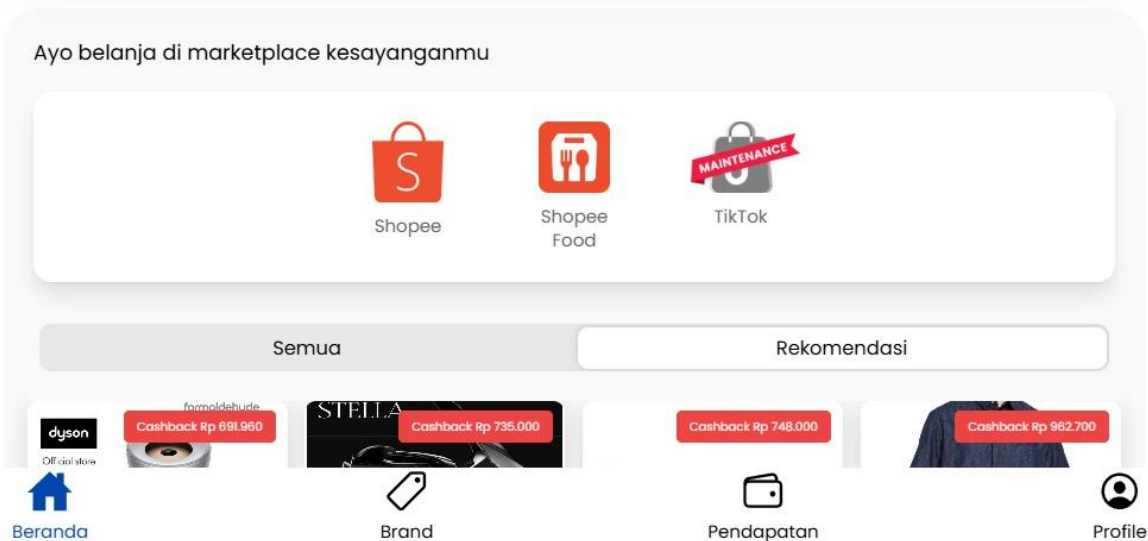 Ayo belanja di marketplace kesayanganmu
S
MAINTENANCE
Shopee
Shopee
Food
TikTok
Semua
Rekomendasi
formaldehyde
dyson
Official store
Cashback Rp 691.960
STELLA
Cashback Rp 735.000
Cashback Rp 748.000
Cashback Rp 962.700
Beranda
Brand
Pendapatan
Profile